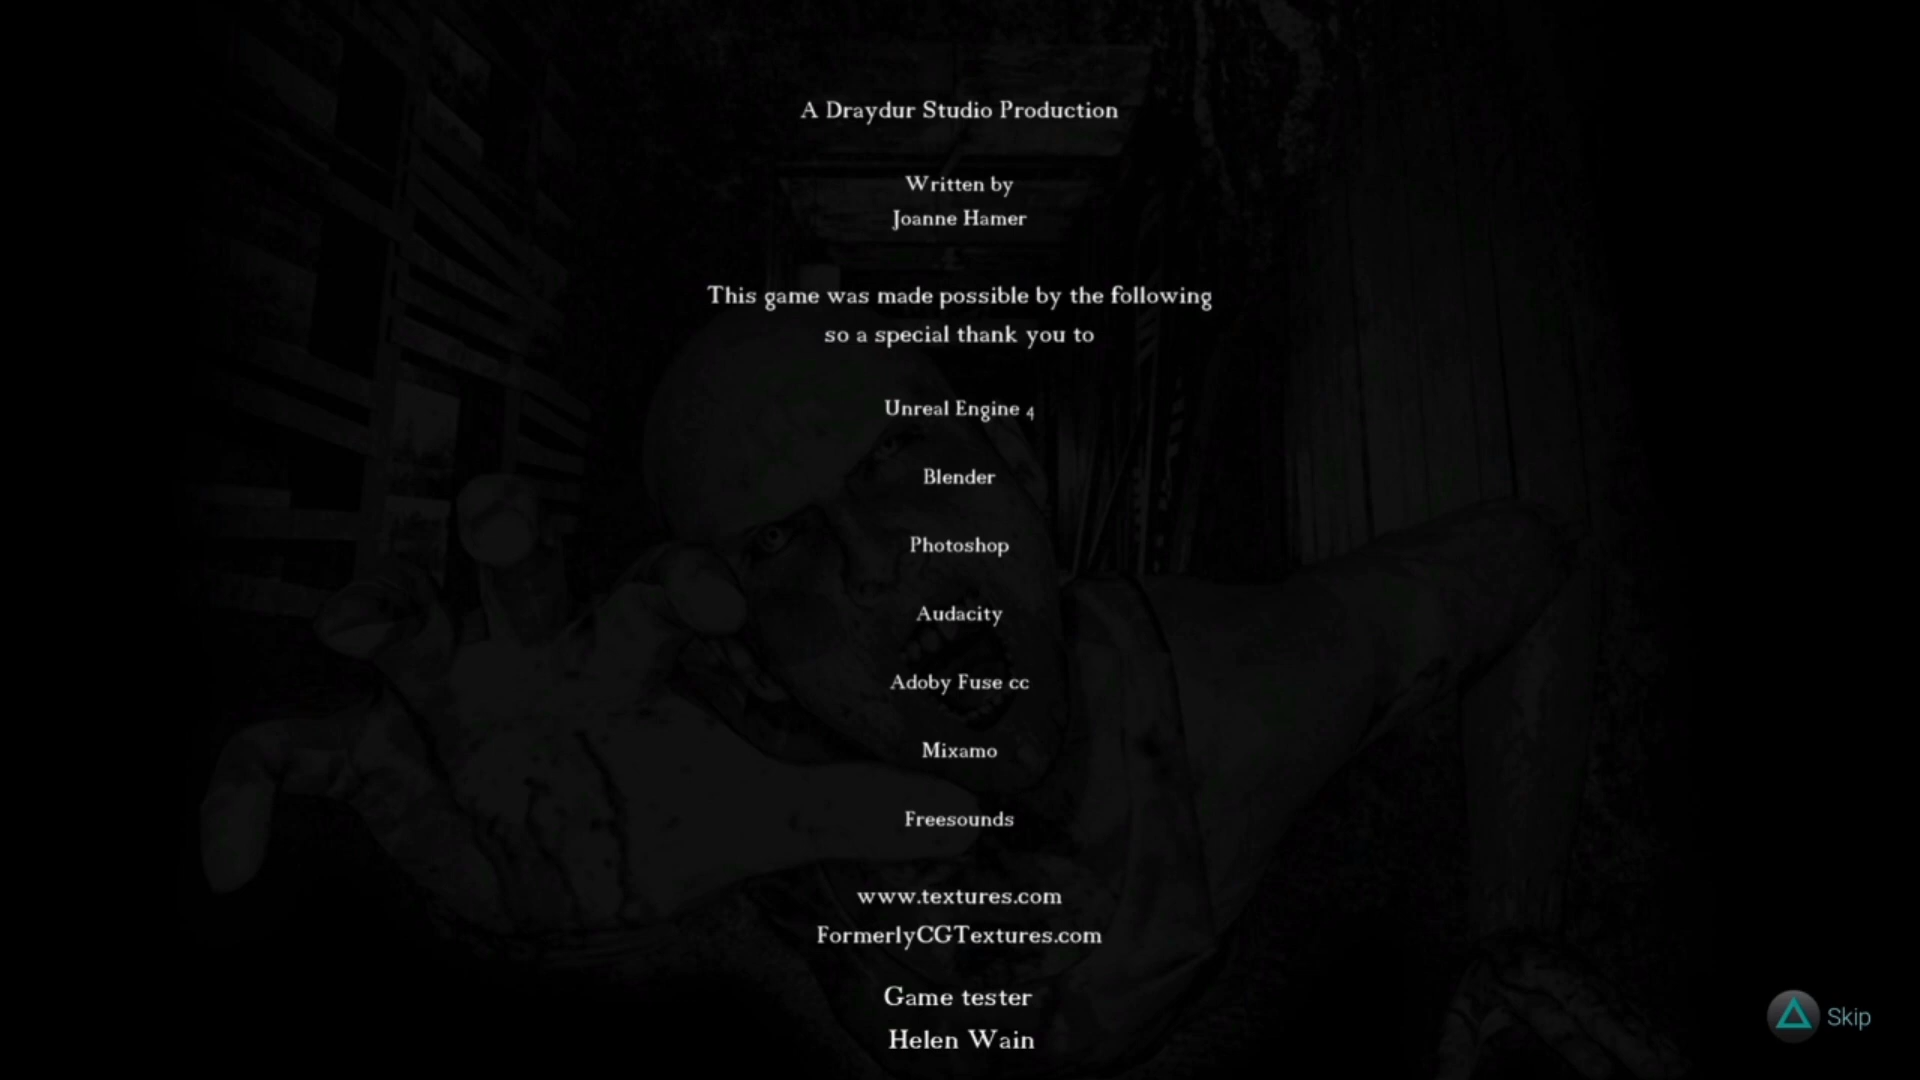 A Draydur Studio Production
Written by
Joanne Hamer
This game was made possible by the following
so a special thank you to
Unreal Engine 4
Blender
Photoshop
Audacity
Adoby Fuse cc
Mixamo
Freesounds
www.textures.com
FormerlyCGTextures.com
Game tester
Helen Wain
Skip